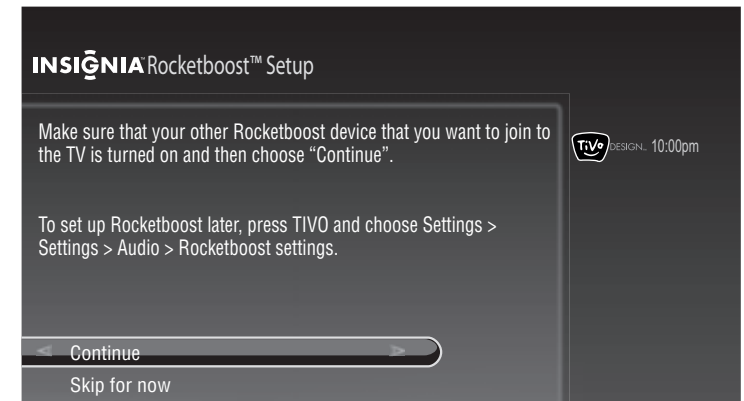 INSIGNIA™ Rocketboost™ Setup
Make sure that your other Rocketboost device that you want to join to
the TV is turned on and then choose “Continue”.
TiVo DESIGN.. 10:00pm
To set up Rocketboost later, press TIVO and choose Settings >
Settings > Audio > Rocketboost settings.
Continue
Skip for now